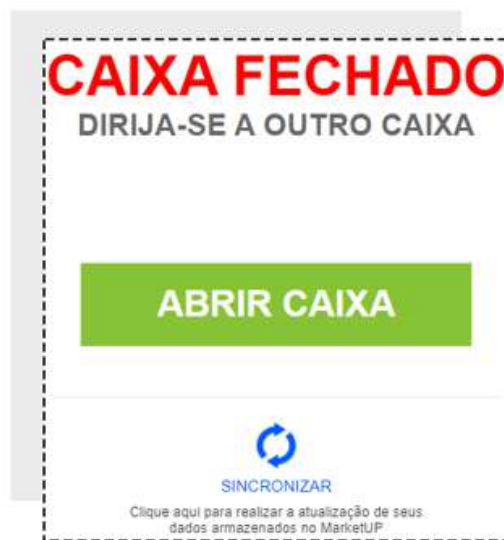 CAIXA FECHADO
DIRIJA-SE A OUTRO CAIXA
ABRIR CAIXA
SINCRONIZAR
Clique aqui para realizar a atualização de seus
dados armazenados no MarketUP